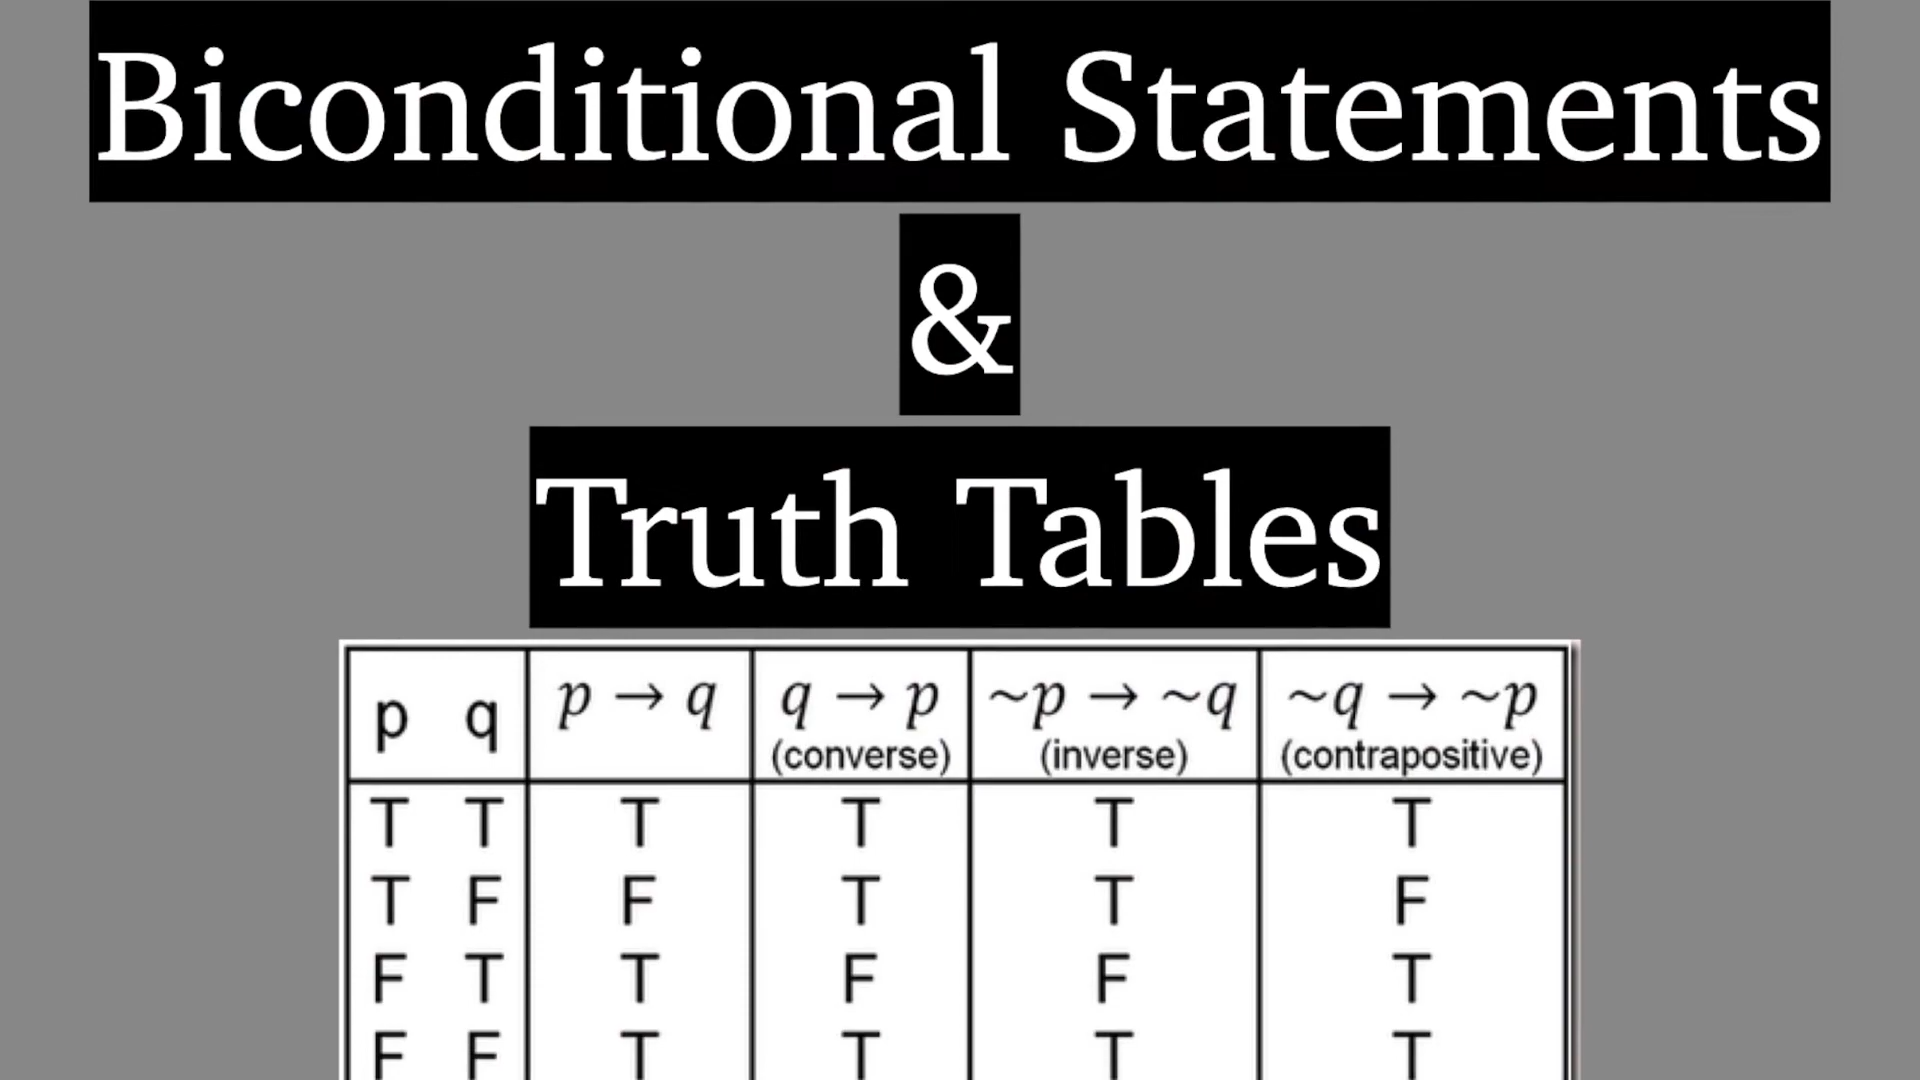 Biconditional Statements
&
Truth Tables
p q p → q q → p ~p → ~q ~q → ~p
(converse) (inverse) (contrapositive)
T T T T T T
T F F T T F
F T T F F T
F F T T T T